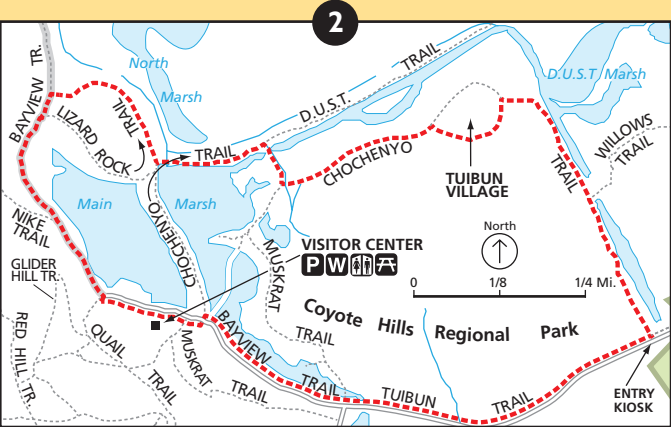 2
BAYVIEW TR.
North
Marsh
D.U.S.T. TRAIL
D.U.S.T Marsh
LIZARD ROCK TRAIL
TRAIL
CHOCHENYO
WILLOWS
TRAIL
TRAIL
TUIBUN
VILLAGE
Main
Marsh
CHOCHENYO
NIKE
TRAIL
GLIDER
HILL TR.
MUSKRAT
TRAIL
VISITOR CENTER
P W
North
0 1/8 1/4 Mi.
Coyote Hills Regional Park
RED HILL TR.
QUAIL
TRAIL
MUSKRAT
TRAIL
BAYVIEW
TRAIL
TUIBUN
TRAIL
ENTRY
KIOSK